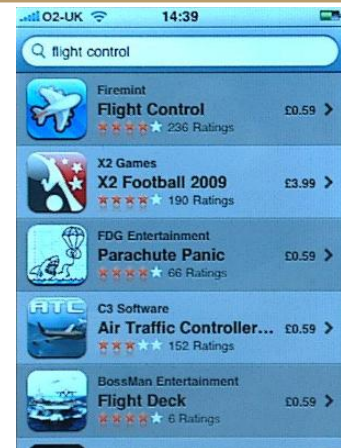 O2-UK 14:39
flight control
Firemint
Flight Control £0.59
236 Ratings
X2 Games
X2 Football 2009 £3.99
190 Ratings
FDG Entertainment
Parachute Panic £0.59
66 Ratings
ATC
C3 Software
Air Traffic Controller... £0.59
152 Ratings
BossMan Entertainment
Flight Deck £0.59
6 Ratings